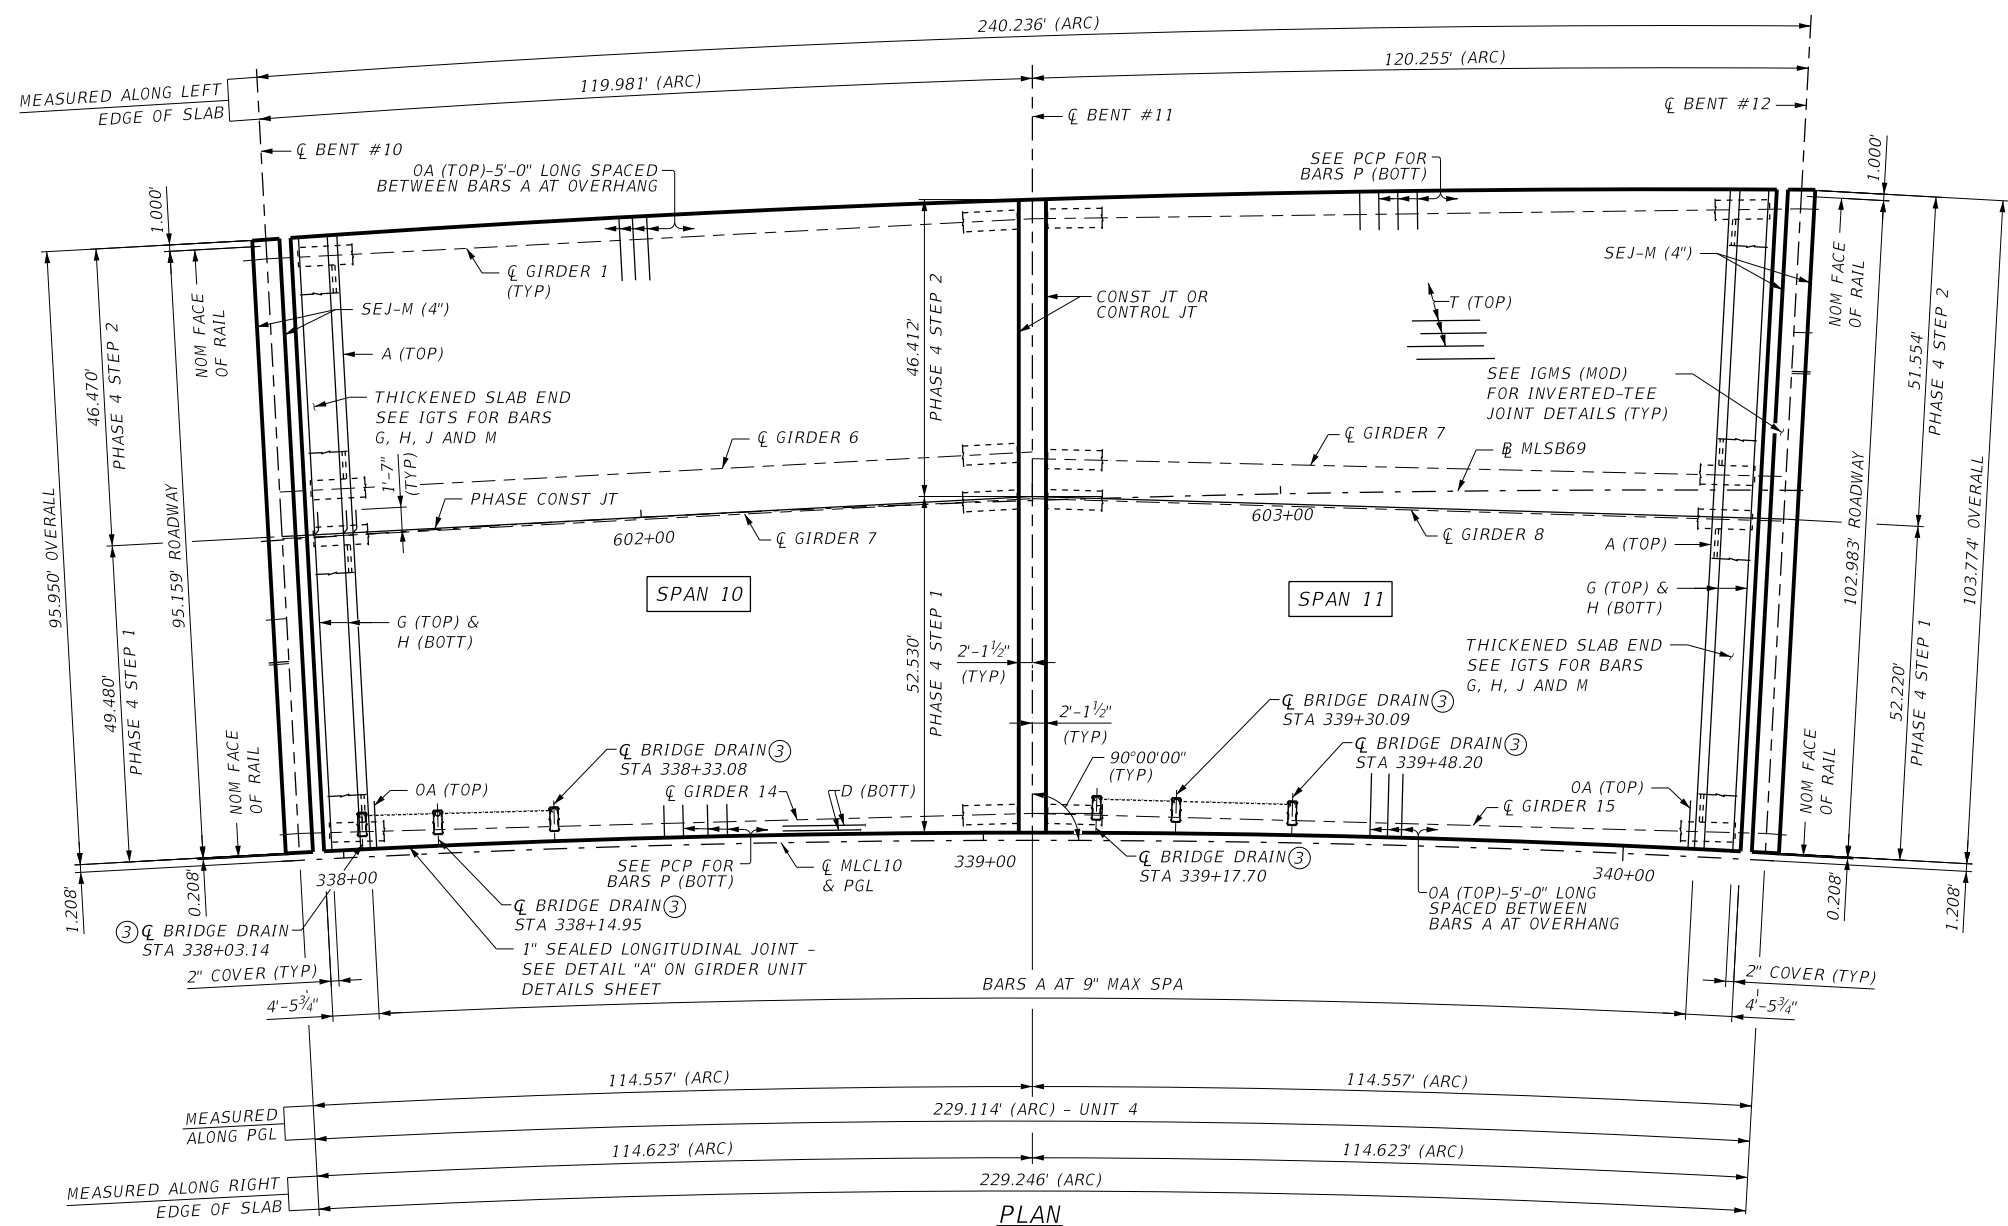 240.236' (ARC)
119.981' (ARC)
120.255' (ARC)
MEASURED ALONG LEFT
EDGE OF SLAB
℄ BENT #10
℄ BENT #11
℄ BENT #12
OA (TOP)-5'-0" LONG SPACED
BETWEEN BARS A AT OVERHANG
SEE PCP FOR
BARS P (BOTT)
1.000'
1.000'
℄ GIRDER 1
(TYP)
SEJ-M (4")
SEJ-M (4")
NOM FACE
OF RAIL
NOM FACE
OF RAIL
A (TOP)
CONST JT OR
CONTROL JT
T (TOP)
46.470'
PHASE 4 STEP 2
46.412'
PHASE 4 STEP 2
51.554'
PHASE 4 STEP 2
THICKENED SLAB END
SEE IGTS FOR BARS
G, H, J AND M
1'-7"
(TYP)
SEE IGMS (MOD)
FOR INVERTED-TEE
JOINT DETAILS (TYP)
℄ GIRDER 6
℄ GIRDER 7
B MLSB69
PHASE CONST JT
602+00
℄ GIRDER 7
603+00
℄ GIRDER 8
A (TOP)
95.950' OVERALL
95.159' ROADWAY
102.983' ROADWAY
103.774' OVERALL
SPAN 10
SPAN 11
G (TOP) &
H (BOTT)
G (TOP) &
H (BOTT)
49.480'
PHASE 4 STEP 1
52.530'
PHASE 4 STEP 1
52.220'
PHASE 4 STEP 1
2'-1½"
(TYP)
2'-1½"
(TYP)
THICKENED SLAB END
SEE IGTS FOR BARS
G, H, J AND M
NOM FACE
OF RAIL
NOM FACE
OF RAIL
℄ BRIDGE DRAIN 3
STA 338+33.08
℄ BRIDGE DRAIN 3
STA 339+30.09
℄ BRIDGE DRAIN 3
STA 339+48.20
90°00'00"
(TYP)
OA (TOP)
℄ GIRDER 14
D (BOTT)
OA (TOP)
℄ GIRDER 15
338+00
SEE PCP FOR
BARS P (BOTT)
℄ MLCL10
& PGL
339+00
℄ BRIDGE DRAIN 3
STA 339+17.70
340+00
1.208'
0.208'
0.208'
1.208'
3 ℄ BRIDGE DRAIN
STA 338+03.14
℄ BRIDGE DRAIN 3
STA 338+14.95
OA (TOP)-5'-0" LONG
SPACED BETWEEN
BARS A AT OVERHANG
1" SEALED LONGITUDINAL JOINT -
SEE DETAIL "A" ON GIRDER UNIT
DETAILS SHEET
2" COVER (TYP)
2" COVER (TYP)
4'-5¾"
BARS A AT 9" MAX SPA
4'-5¾"
114.557' (ARC)
114.557' (ARC)
MEASURED
ALONG PGL
229.114' (ARC) - UNIT 4
114.623' (ARC)
114.623' (ARC)
MEASURED ALONG RIGHT
EDGE OF SLAB
229.246' (ARC)
PLAN